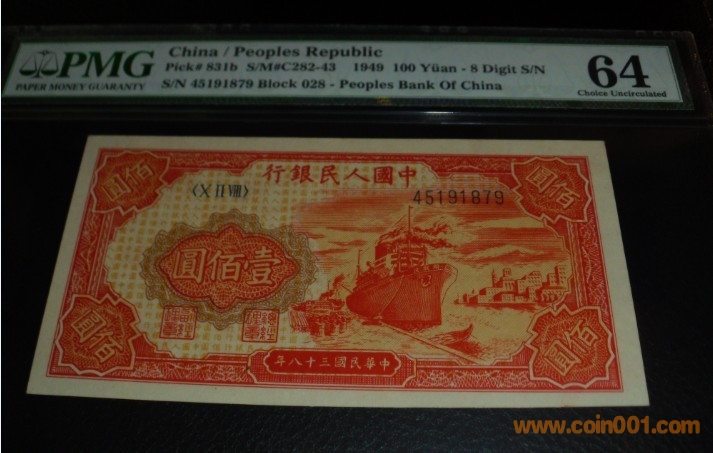 PMG
PAPER MONEY GUARANTY
China / Peoples Republic
Pick# 831b S/M#C282-43 1949 100 Yüan - 8 Digit S/N
S/N 45191879 Block 028 - Peoples Bank Of China
64
Choice Uncirculated
行銀民人國中
〈X II VIII〉
45191879
圓佰
佰圓
圓佰壹
圓佰
圓佰
年八十三國民華中
www.coin001.com